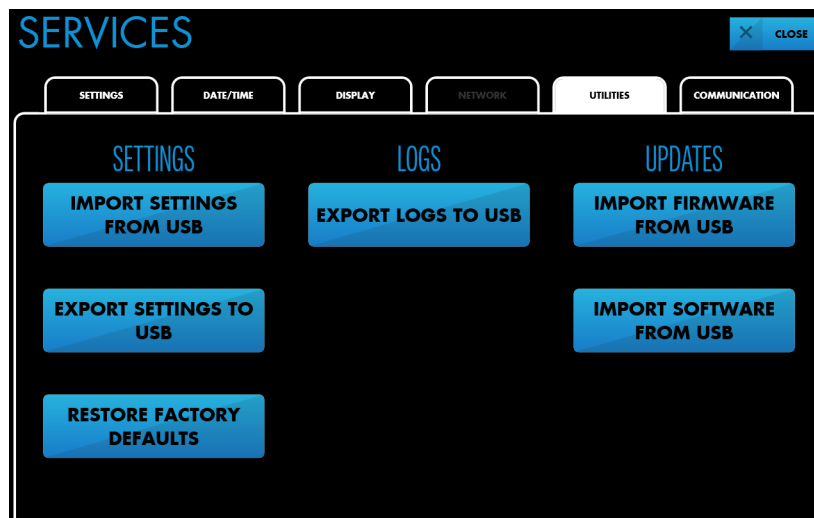 SERVICES
CLOSE
SETTINGS
DATE/TIME
DISPLAY
NETWORK
UTILITIES
COMMUNICATION
SETTINGS
LOGS
UPDATES
IMPORT SETTINGS
FROM USB
EXPORT LOGS TO USB
IMPORT FIRMWARE
FROM USB
EXPORT SETTINGS TO
USB
IMPORT SOFTWARE
FROM USB
RESTORE FACTORY
DEFAULTS